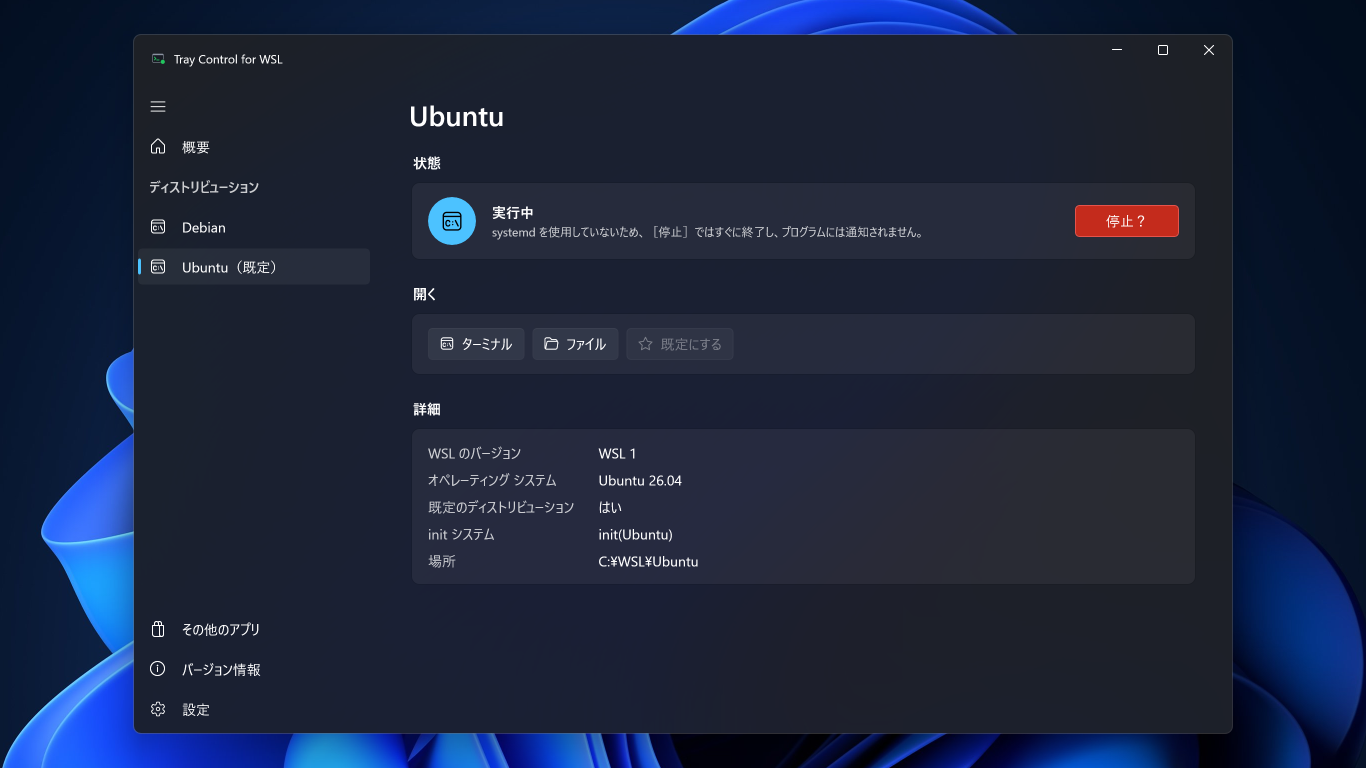 Tray Control for WSL
概要
ディストリビューション
Debian
Ubuntu（既定）
その他のアプリ
バージョン情報
設定
Ubuntu
状態
実行中
systemd を使用していないため、［停止］ではすぐに終了し、プログラムには通知されません。
停止？
開く
ターミナル
ファイル
既定にする
詳細
WSL のバージョン WSL 1
オペレーティング システム Ubuntu 26.04
既定のディストリビューション はい
init システム init(Ubuntu)
場所 C:¥WSL¥Ubuntu